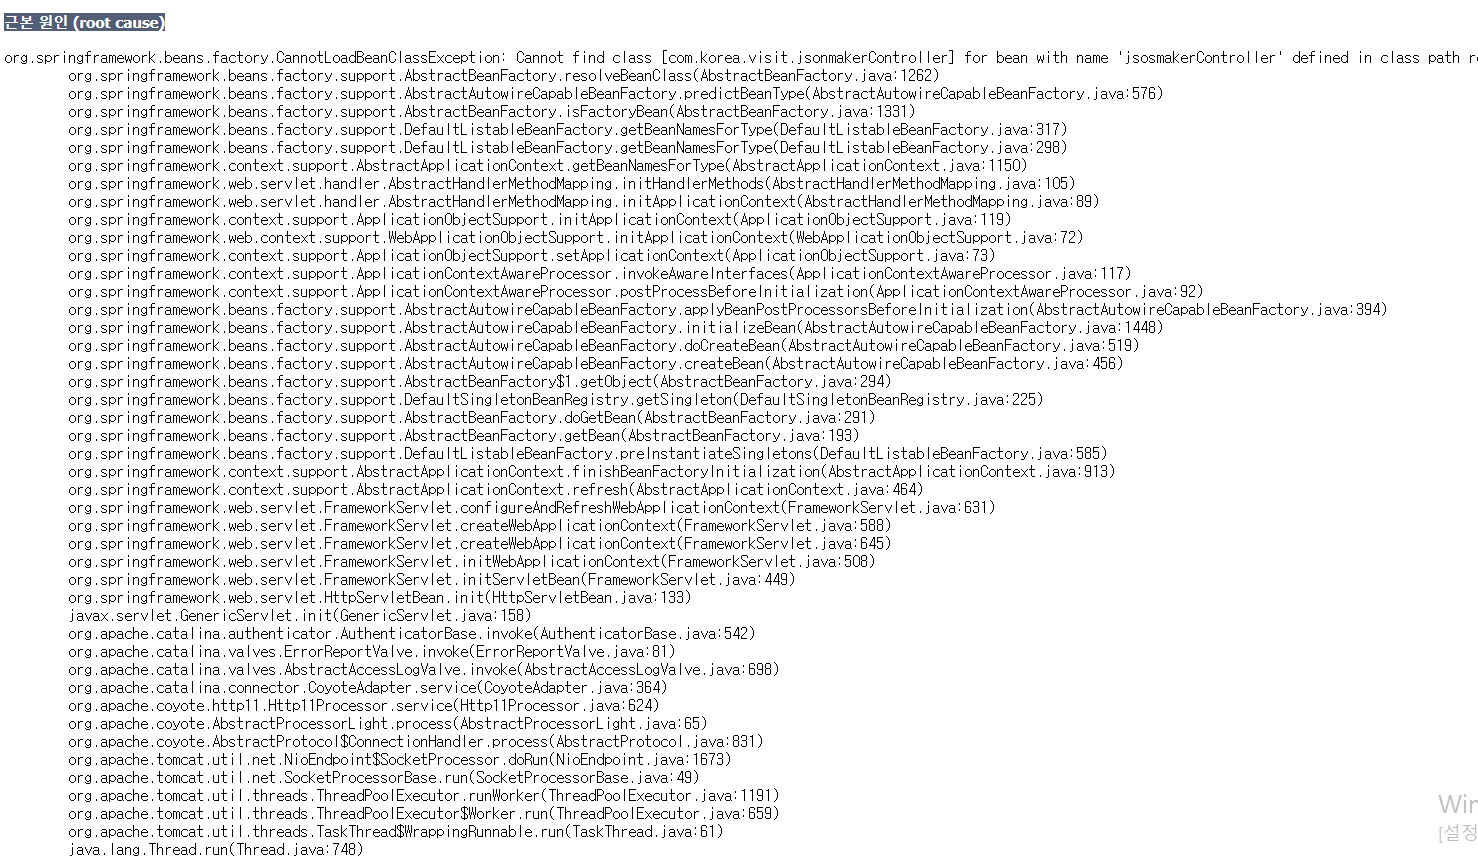 근본 원인 (root cause)
org.springframework.beans.factory.CannotLoadBeanClassException: Cannot find class [com.korea.visit.jsonmakerController] for bean with name 'jsosmakerController' defined in class path
org.springframework.beans.factory.support.AbstractBeanFactory.resolveBeanClass(AbstractBeanFactory.java:1262)
org.springframework.beans.factory.support.AbstractAutowireCapableBeanFactory.predictBeanType(AbstractAutowireCapableBeanFactory.java:576)
org.springframework.beans.factory.support.AbstractBeanFactory.isFactoryBean(AbstractBeanFactory.java:1331)
org.springframework.beans.factory.support.DefaultListableBeanFactory.getBeanNamesForType(DefaultListableBeanFactory.java:317)
org.springframework.beans.factory.support.DefaultListableBeanFactory.getBeanNamesForType(DefaultListableBeanFactory.java:298)
org.springframework.context.support.AbstractApplicationContext.getBeanNamesForType(AbstractApplicationContext.java:1150)
org.springframework.web.servlet.handler.AbstractHandlerMethodMapping.initHandlerMethods(AbstractHandlerMethodMapping.java:105)
org.springframework.web.servlet.handler.AbstractHandlerMethodMapping.initApplicationContext(AbstractHandlerMethodMapping.java:89)
org.springframework.context.support.ApplicationObjectSupport.initApplicationContext(ApplicationObjectSupport.java:119)
org.springframework.web.context.support.WebApplicationObjectSupport.initApplicationContext(WebApplicationObjectSupport.java:72)
org.springframework.context.support.ApplicationObjectSupport.setApplicationContext(ApplicationObjectSupport.java:73)
org.springframework.context.support.ApplicationContextAwareProcessor.invokeAwareInterfaces(ApplicationContextAwareProcessor.java:117)
org.springframework.context.support.ApplicationContextAwareProcessor.postProcessBeforeInitialization(ApplicationContextAwareProcessor.java:92)
org.springframework.beans.factory.support.AbstractAutowireCapableBeanFactory.applyBeanPostProcessorsBeforeInitialization(AbstractAutowireCapableBeanFactory.java:394)
org.springframework.beans.factory.support.AbstractAutowireCapableBeanFactory.initializeBean(AbstractAutowireCapableBeanFactory.java:1448)
org.springframework.beans.factory.support.AbstractAutowireCapableBeanFactory.doCreateBean(AbstractAutowireCapableBeanFactory.java:519)
org.springframework.beans.factory.support.AbstractAutowireCapableBeanFactory.createBean(AbstractAutowireCapableBeanFactory.java:456)
org.springframework.beans.factory.support.AbstractBeanFactory$1.getObject(AbstractBeanFactory.java:294)
org.springframework.beans.factory.support.DefaultSingletonBeanRegistry.getSingleton(DefaultSingletonBeanRegistry.java:225)
org.springframework.beans.factory.support.AbstractBeanFactory.doGetBean(AbstractBeanFactory.java:291)
org.springframework.beans.factory.support.AbstractBeanFactory.getBean(AbstractBeanFactory.java:193)
org.springframework.beans.factory.support.DefaultListableBeanFactory.preInstantiateSingletons(DefaultListableBeanFactory.java:585)
org.springframework.context.support.AbstractApplicationContext.finishBeanFactoryInitialization(AbstractApplicationContext.java:913)
org.springframework.context.support.AbstractApplicationContext.refresh(AbstractApplicationContext.java:464)
org.springframework.web.servlet.FrameworkServlet.configureAndRefreshWebApplicationContext(FrameworkServlet.java:631)
org.springframework.web.servlet.FrameworkServlet.createWebApplicationContext(FrameworkServlet.java:588)
org.springframework.web.servlet.FrameworkServlet.createWebApplicationContext(FrameworkServlet.java:645)
org.springframework.web.servlet.FrameworkServlet.initWebApplicationContext(FrameworkServlet.java:508)
org.springframework.web.servlet.FrameworkServlet.initServletBean(FrameworkServlet.java:449)
org.springframework.web.servlet.HttpServletBean.init(HttpServletBean.java:133)
javax.servlet.GenericServlet.init(GenericServlet.java:158)
org.apache.catalina.authenticator.AuthenticatorBase.invoke(AuthenticatorBase.java:542)
org.apache.catalina.valves.ErrorReportValve.invoke(ErrorReportValve.java:81)
org.apache.catalina.valves.AbstractAccessLogValve.invoke(AbstractAccessLogValve.java:698)
org.apache.catalina.connector.CoyoteAdapter.service(CoyoteAdapter.java:364)
org.apache.coyote.http11.Http11Processor.service(Http11Processor.java:624)
org.apache.coyote.AbstractProcessorLight.process(AbstractProcessorLight.java:65)
org.apache.coyote.AbstractProtocol$ConnectionHandler.process(AbstractProtocol.java:831)
org.apache.tomcat.util.net.NioEndpoint$SocketProcessor.doRun(NioEndpoint.java:1673)
org.apache.tomcat.util.net.SocketProcessorBase.run(SocketProcessorBase.java:49)
org.apache.tomcat.util.threads.ThreadPoolExecutor.runWorker(ThreadPoolExecutor.java:1191)
org.apache.tomcat.util.threads.ThreadPoolExecutor$Worker.run(ThreadPoolExecutor.java:659)
org.apache.tomcat.util.threads.TaskThread$WrappingRunnable.run(TaskThread.java:61)
java.lang.Thread.run(Thread.java:748)
[설정